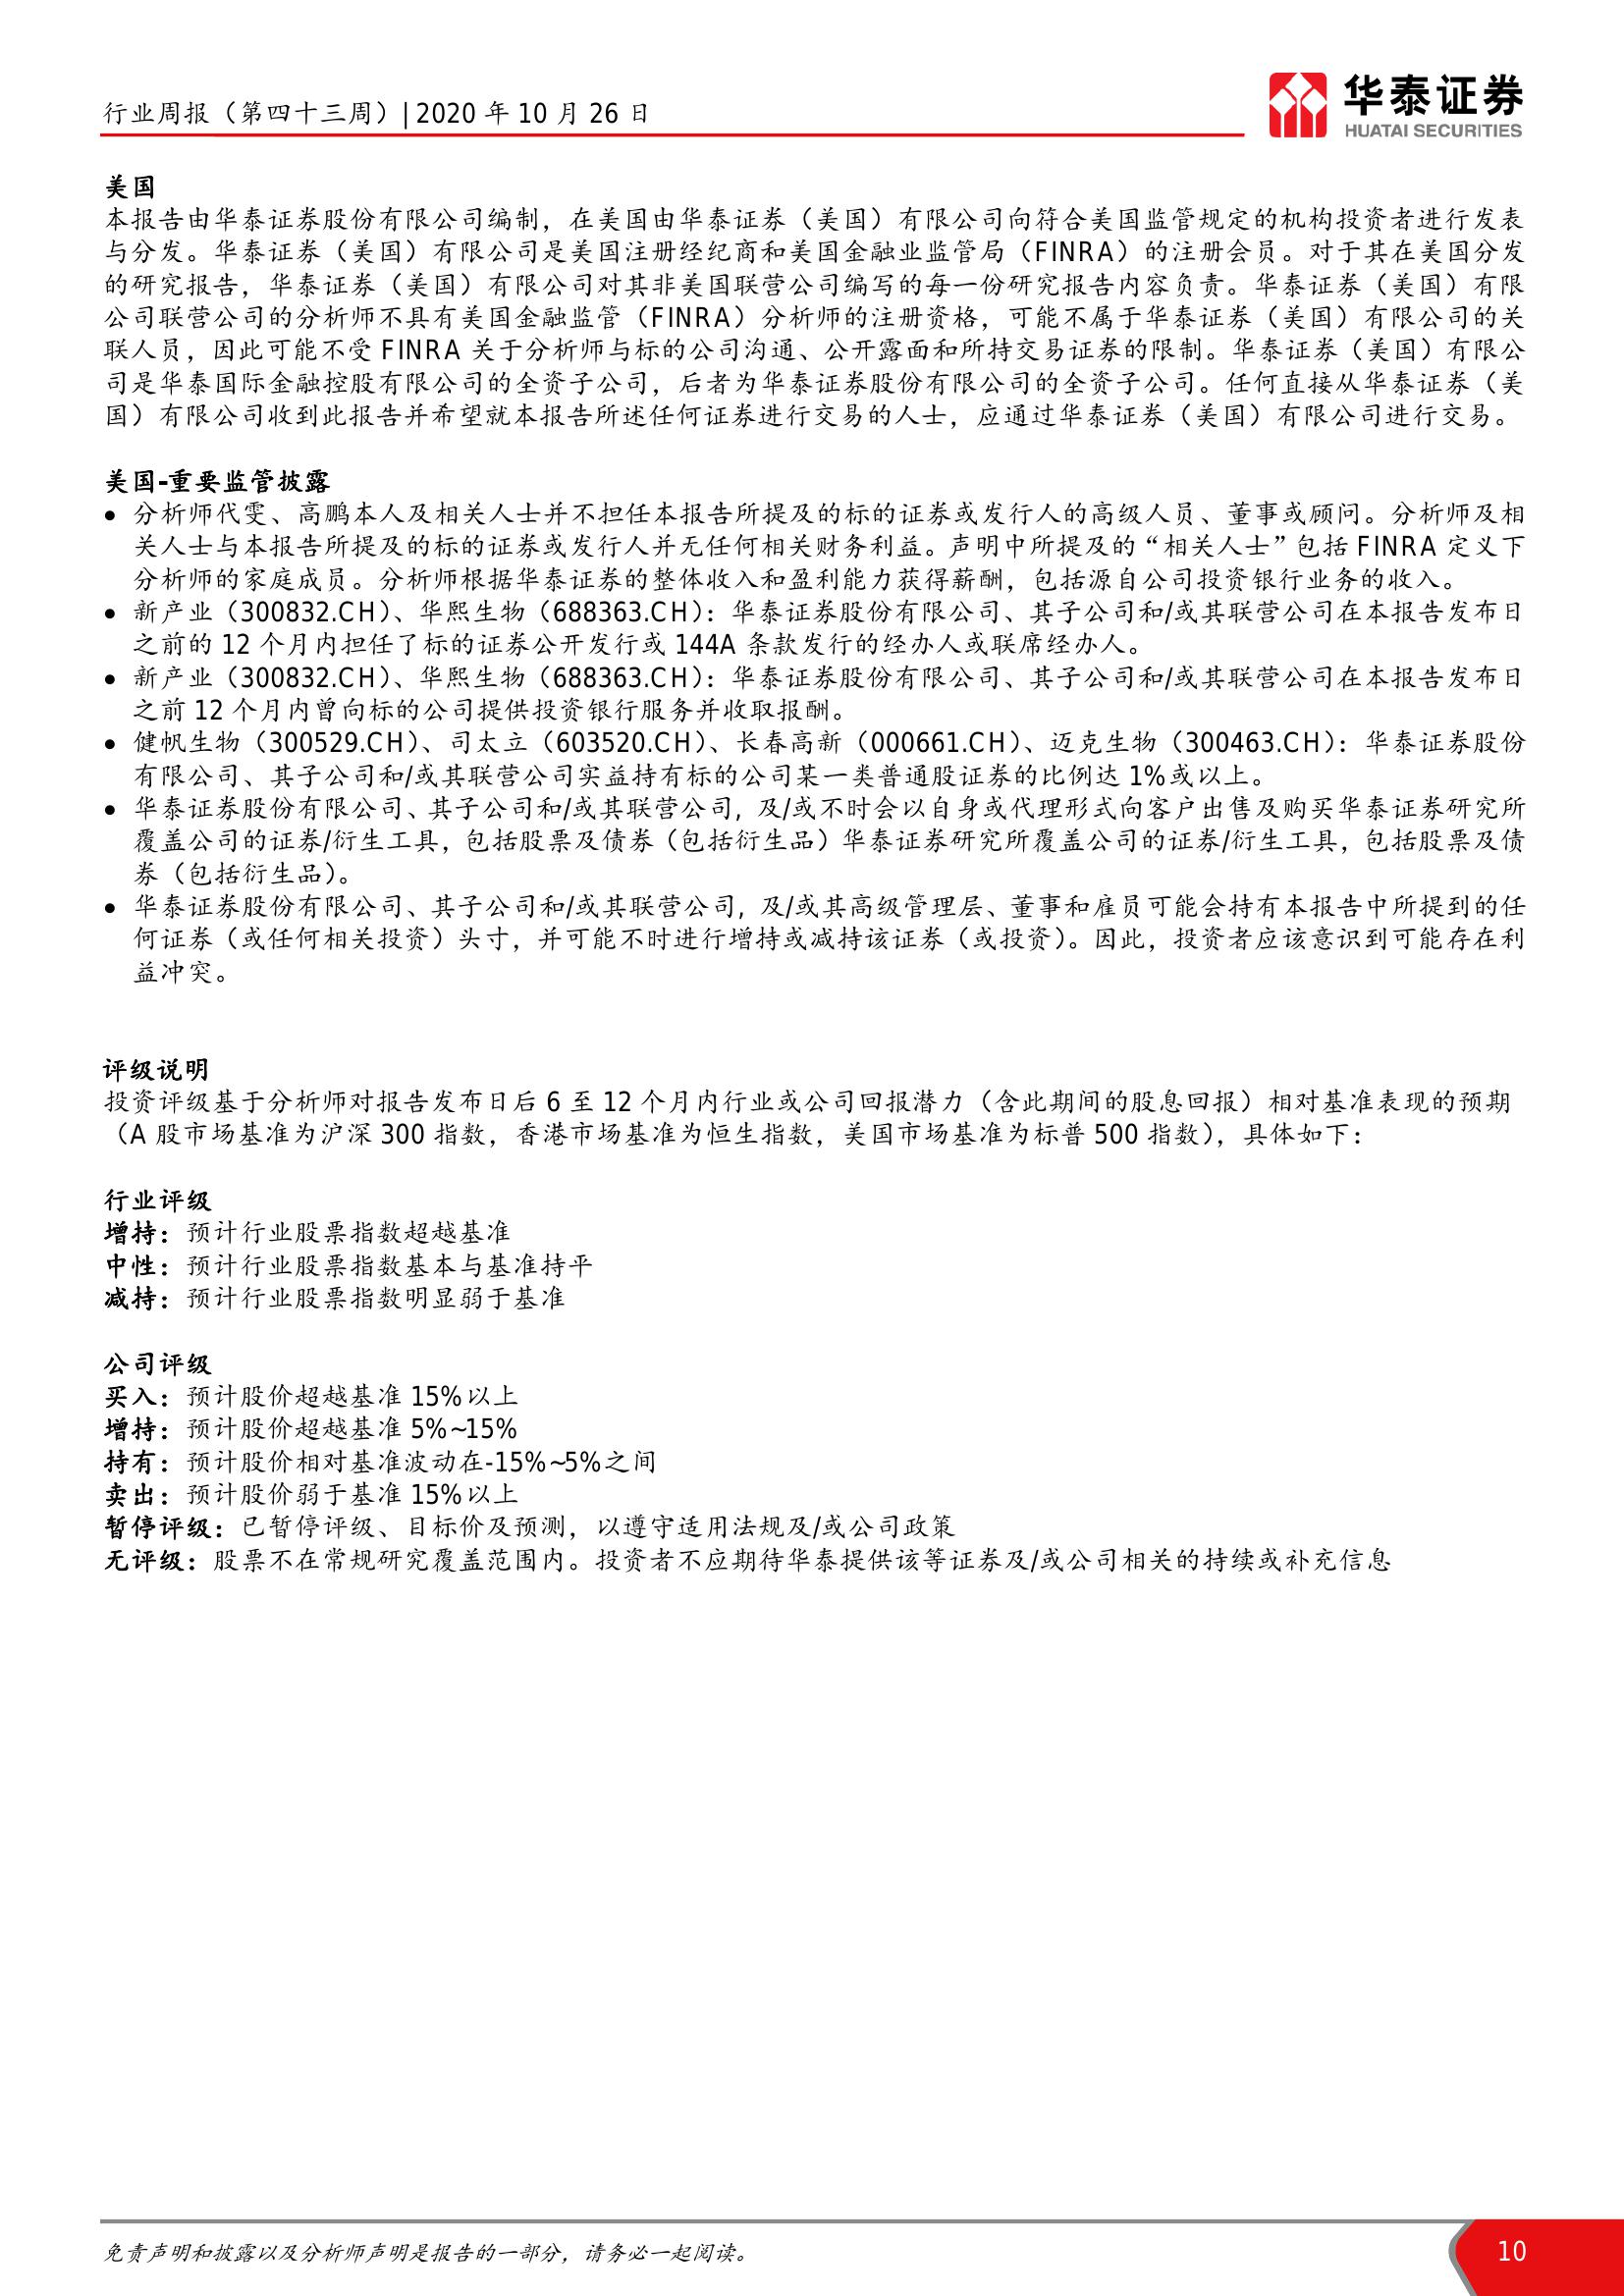 行业周报（第四十三周）| 2020 年 10 月 26 日
华泰证券
HUATAI SECURITIES
美国
本报告由华泰证券股份有限公司编制，在美国由华泰证券（美国）有限公司向符合美国监管规定的机构投资者进行发表
与分发。华泰证券（美国）有限公司是美国注册经纪商和美国金融业监管局（FINRA）的注册会员。对于其在美国分发
的研究报告，华泰证券（美国）有限公司对其非美国联营公司编写的每一份研究报告内容负责。华泰证券（美国）有限
公司联营公司的分析师不具有美国金融监管（FINRA）分析师的注册资格，可能不属于华泰证券（美国）有限公司的关
联人员，因此可能不受 FINRA 关于分析师与标的公司沟通、公开露面和所持交易证券的限制。华泰证券（美国）有限公
司是华泰国际金融控股有限公司的全资子公司，后者为华泰证券股份有限公司的全资子公司。任何直接从华泰证券（美
国）有限公司收到此报告并希望就本报告所述任何证券进行交易的人士，应通过华泰证券（美国）有限公司进行交易。
美国-重要监管披露
● 分析师代雯、高鹏本人及相关人士并不担任本报告所提及的标的证券或发行人的高级人员、董事或顾问。分析师及相
关人士与本报告所提及的标的证券或发行人并无任何相关财务利益。声明中所提及的“相关人士”包括 FINRA 定义下
分析师的家庭成员。分析师根据华泰证券的整体收入和盈利能力获得薪酬，包括源自公司投资银行业务的收入。
● 新产业（300832.CH）、华熙生物（688363.CH）：华泰证券股份有限公司、其子公司和/或其联营公司在本报告发布日
之前的 12 个月内担任了标的证券公开发行或 144A 条款发行的经办人或联席经办人。
● 新产业（300832.CH）、华熙生物（688363.CH）：华泰证券股份有限公司、其子公司和/或其联营公司在本报告发布日
之前 12 个月内曾向标的公司提供投资银行服务并收取报酬。
● 健帆生物（300529.CH）、司太立（603520.CH）、长春高新（000661.CH）、迈克生物（300463.CH）：华泰证券股份
有限公司、其子公司和/或其联营公司实益持有标的公司某一类普通股证券的比例达 1%或以上。
● 华泰证券股份有限公司、其子公司和/或其联营公司, 及/或不时会以自身或代理形式向客户出售及购买华泰证券研究所
覆盖公司的证券/衍生工具，包括股票及债券（包括衍生品）华泰证券研究所覆盖公司的证券/衍生工具，包括股票及债
券（包括衍生品）。
● 华泰证券股份有限公司、其子公司和/或其联营公司, 及/或其高级管理层、董事和雇员可能会持有本报告中所提到的任
何证券（或任何相关投资）头寸，并可能不时进行增持或减持该证券（或投资）。因此，投资者应该意识到可能存在利
益冲突。
评级说明
投资评级基于分析师对报告发布日后 6 至 12 个月内行业或公司回报潜力（含此期间的股息回报）相对基准表现的预期
（A 股市场基准为沪深 300 指数，香港市场基准为恒生指数，美国市场基准为标普 500 指数），具体如下：
行业评级
增持：预计行业股票指数超越基准
中性：预计行业股票指数基本与基准持平
减持：预计行业股票指数明显弱于基准
公司评级
买入：预计股价超越基准 15%以上
增持：预计股价超越基准 5%~15%
持有：预计股价相对基准波动在-15%~5%之间
卖出：预计股价弱于基准 15%以上
暂停评级：已暂停评级、目标价及预测，以遵守适用法规及/或公司政策
无评级：股票不在常规研究覆盖范围内。投资者不应期待华泰提供该等证券及/或公司相关的持续或补充信息
免责声明和披露以及分析师声明是报告的一部分，请务必一起阅读。
10